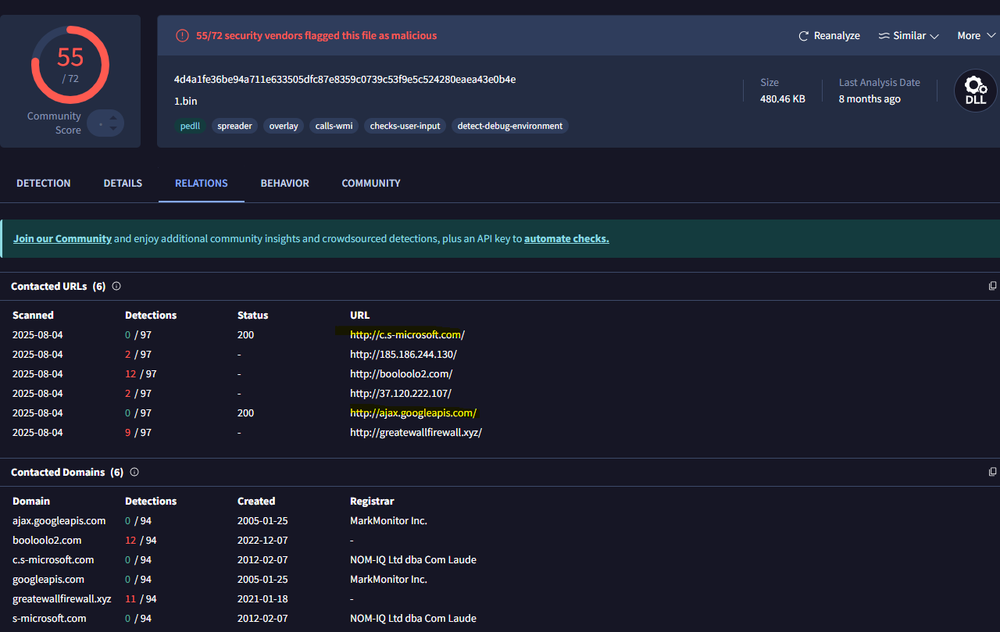 55
/ 72
Community
Score
55/72 security vendors flagged this file as malicious
Reanalyze
Similar
More
4d4a1fe36be94a711e633505dfc87e8359c0739c53f9e5c524280eaea43e0b4e
1.bin
pedll spreader overlay calls-wmi checks-user-input detect-debug-environment
Size
480.46 KB
Last Analysis Date
8 months ago
DLL
DETECTION DETAILS RELATIONS BEHAVIOR COMMUNITY
Join our Community and enjoy additional community insights and crowdsourced detections, plus an API key to automate checks.
Contacted URLs (6)
Scanned Detections Status URL
2025-08-04 0 / 97 200 http://c.s-microsoft.com/
2025-08-04 2 / 97 - http://185.186.244.130/
2025-08-04 12 / 97 - http://booloolo2.com/
2025-08-04 2 / 97 - http://37.120.222.107/
2025-08-04 0 / 97 200 http://ajax.googleapis.com/
2025-08-04 9 / 97 - http://greatewallfirewall.xyz/
Contacted Domains (6)
Domain Detections Created Registrar
ajax.googleapis.com 0 / 94 2005-01-25 MarkMonitor Inc.
booloolo2.com 12 / 94 2022-12-07 -
c.s-microsoft.com 0 / 94 2012-02-07 NOM-IQ Ltd dba Com Laude
googleapis.com 0 / 94 2005-01-25 MarkMonitor Inc.
greatewallfirewall.xyz 11 / 94 2021-01-18 -
s-microsoft.com 0 / 94 2012-02-07 NOM-IQ Ltd dba Com Laude